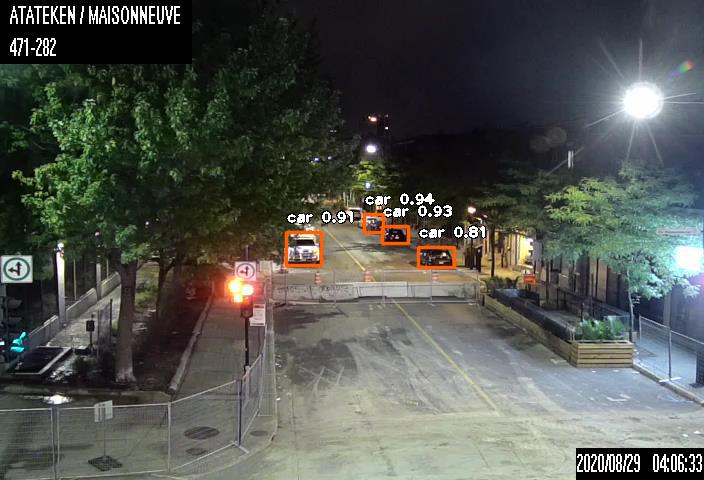 ATATEKEN / MAISONNEUVE
471-282
car 0.94
car 0.93
car 0.91
car 0.81
2020/08/29 04:06:33